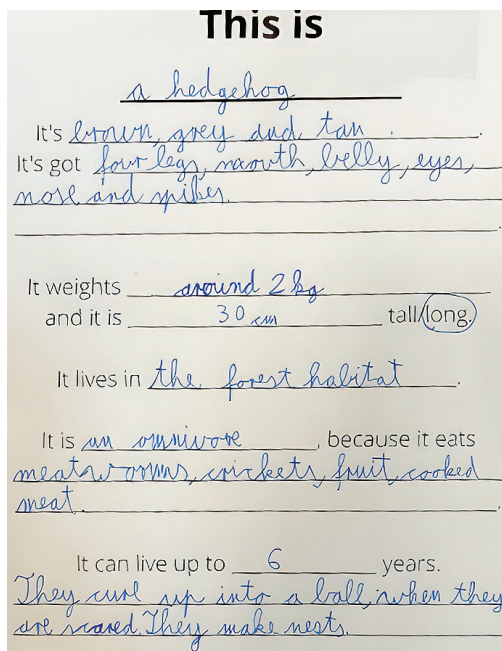 This is
a hedgehog
It's brown, grey and tan .
It's got four legs, mouth, belly, eyes,
nose and spikes.
It weights around 2 kg
and it is 30 cm tall/long.
It lives in the forest habitat.
It is an omnivore, because it eats
meatworms, crickets, fruit, cooked
meat.
It can live up to 6 years.
They curl up into a ball, when they
are scared. They make nests.